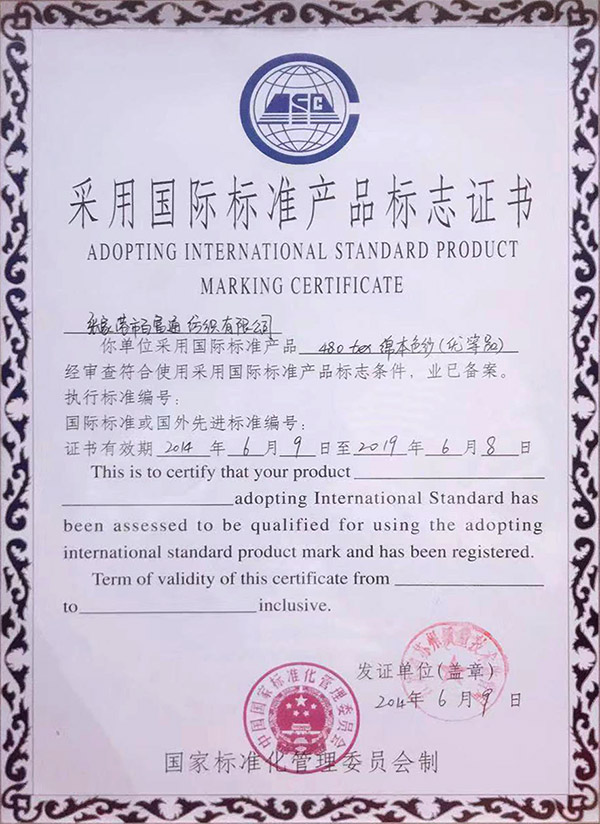 采用国际标准产品标志证书
ADOPTING INTERNATIONAL STANDARD PRODUCT
MARKING CERTIFICATE
张家港市百富通纺织有限公司
你单位采用国际标准产品 480tex 棉本色纱
经审查符合使用采用国际标准产品标志条件，业已备案。
执行标准编号：
国际标准或国外先进标准编号：
证书有效期 2014 年 6 月 9 日至 2019 年 6 月 8 日
This is to certify that your product
adopting International Standard has
been assessed to be qualified for using the adopting
international standard product mark and has been registered.
Term of validity of this certificate from
to inclusive.
发证单位(盖章)
2014 年 6 月 9 日
中国国家标准化管理委员会
国家标准化管理委员会制